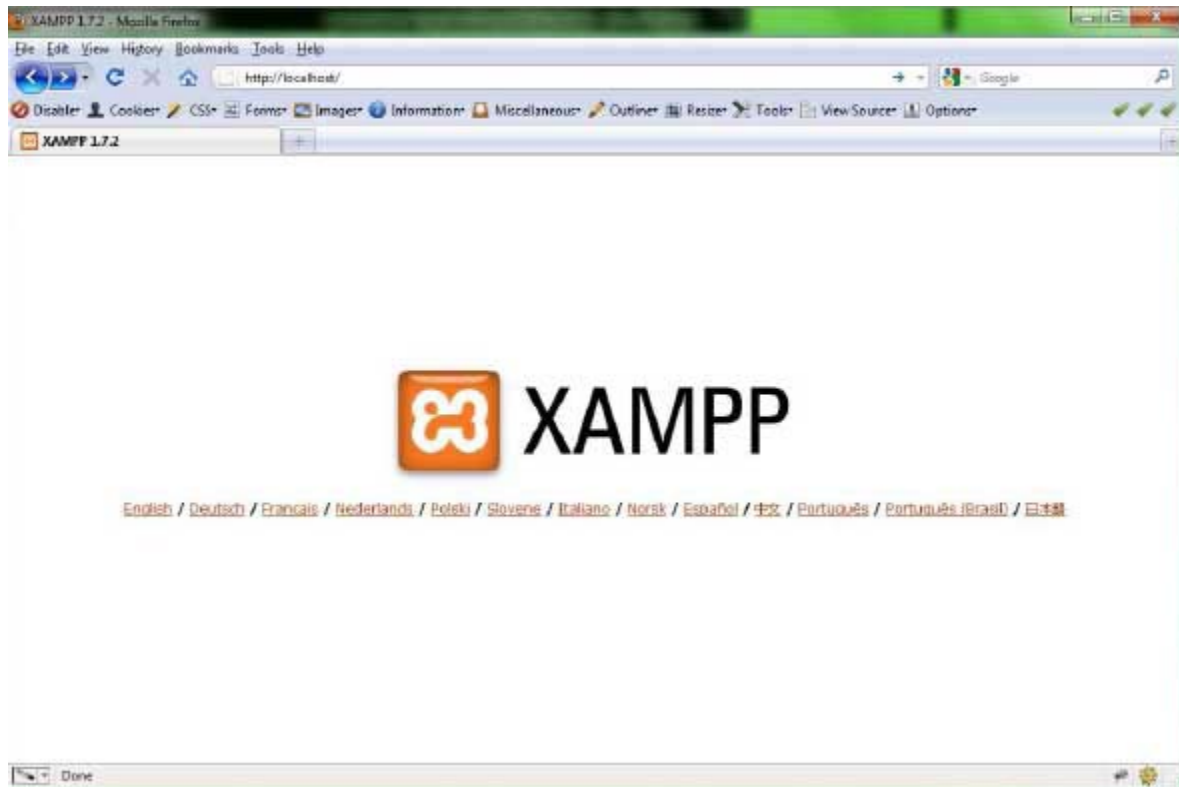 XAMPP 1.7.2 - Mozilla Firefox
File Edit View History Bookmarks Tools Help
http://localhost/
Google
Disable Cookies CSS Forms Images Information Miscellaneous Outline Resize Tools View Source Options
XAMPP 1.7.2
XAMPP
English / Deutsch / Francais / Nederlands / Polski / Slovene / Italiano / Norsk / Español / 中文 / Português / Português (Brasil) / 日本語
Done